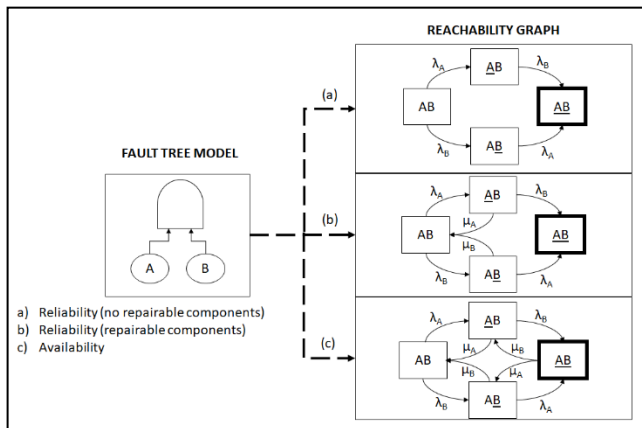 REACHABILITY GRAPH
FAULT TREE MODEL
A
B
a) Reliability (no repairable components)
b) Reliability (repairable components)
c) Availability
(a)
λA
AB
λB
AB
AB
λB
AB
λA
(b)
λA
AB
λB
μA
AB
AB
μB
λB
AB
λA
(c)
λA
AB
λB
μA
μB
AB
AB
μB
μA
λB
AB
λA